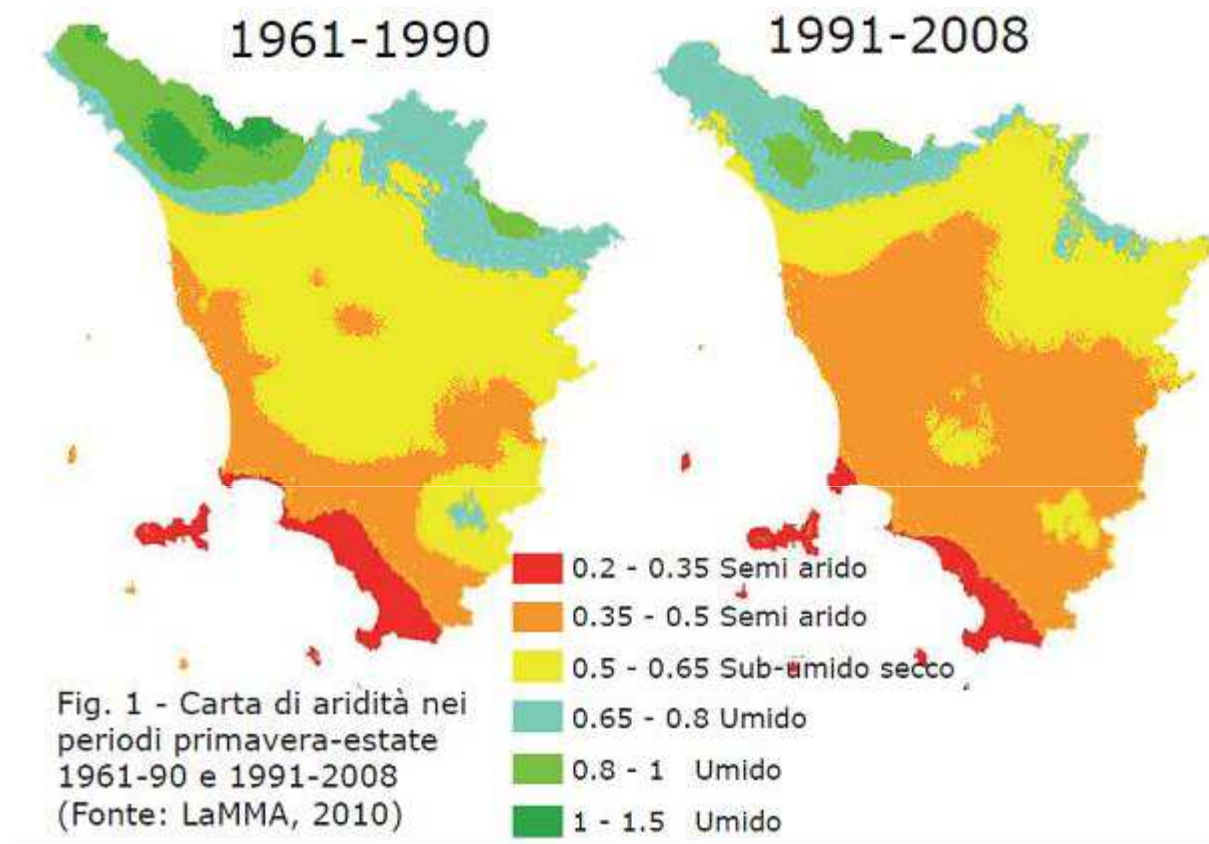 1961-1990
1991-2008
0.2 - 0.35 Semi arido
0.35 - 0.5 Semi arido
0.5 - 0.65 Sub-umido secco
0.65 - 0.8 Umido
0.8 - 1 Umido
1 - 1.5 Umido
Fig. 1 - Carta di aridità nei
periodi primavera-estate
1961-90 e 1991-2008
(Fonte: LaMMA, 2010)